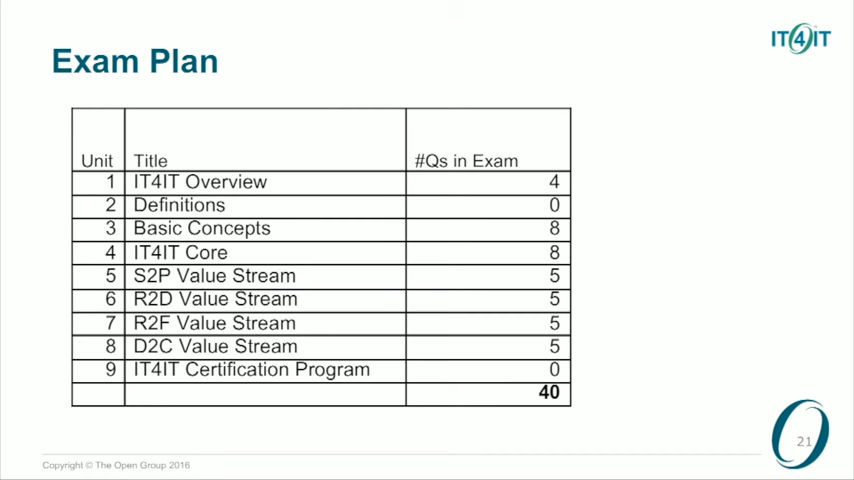 IT4IT
Exam Plan
Unit Title #Qs in Exam
1 IT4IT Overview 4
2 Definitions 0
3 Basic Concepts 8
4 IT4IT Core 8
5 S2P Value Stream 5
6 R2D Value Stream 5
7 R2F Value Stream 5
8 D2C Value Stream 5
9 IT4IT Certification Program 0
40
21
Copyright © The Open Group 2016